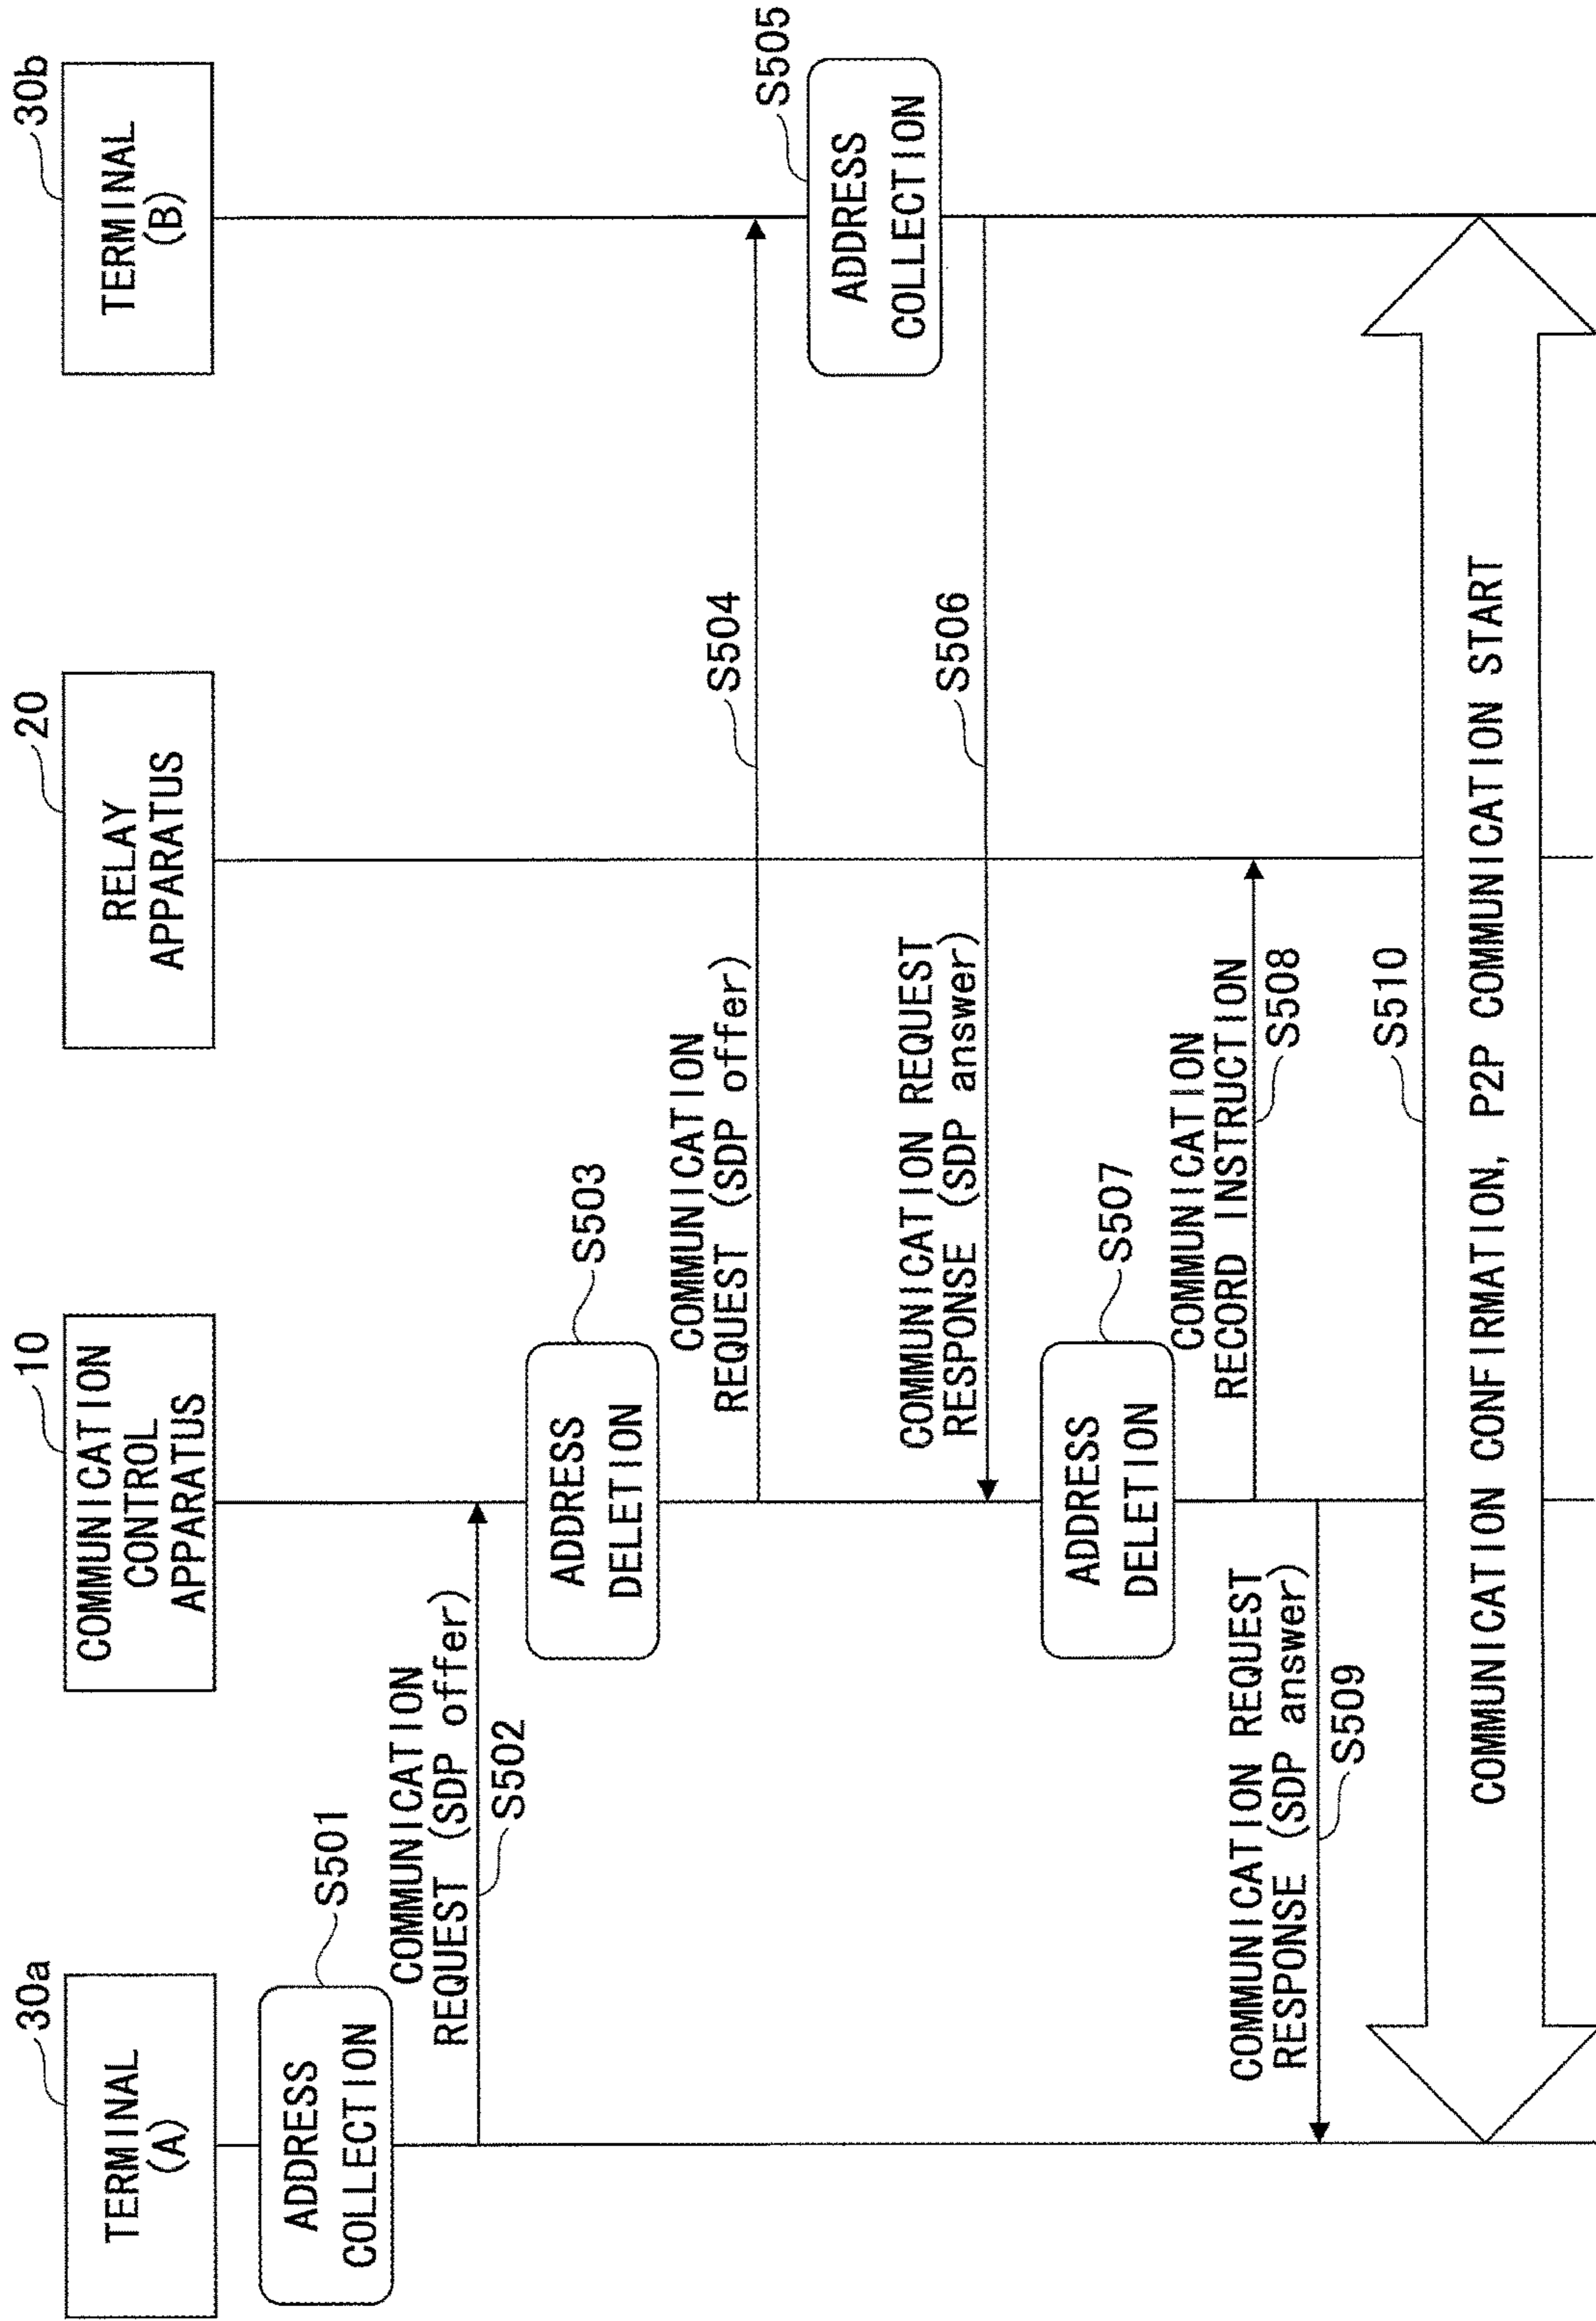 30a
TERMINAL
(A)
10
COMMUNICATION
CONTROL
APPARATUS
20
RELAY
APPARATUS
30b
TERMINAL
(B)
S501
ADDRESS
COLLECTION
COMMUNICATION
REQUEST (SDP offer)
S502
S503
ADDRESS
DELETION
COMMUNICATION
REQUEST (SDP offer)
S504
S505
ADDRESS
COLLECTION
COMMUNICATION REQUEST
RESPONSE (SDP answer)
S506
S507
ADDRESS
DELETION
COMMUNICATION
RECORD INSTRUCTION
S508
COMMUNICATION REQUEST
RESPONSE (SDP answer)
S509
S510
COMMUNICATION CONFIRMATION, P2P COMMUNICATION START